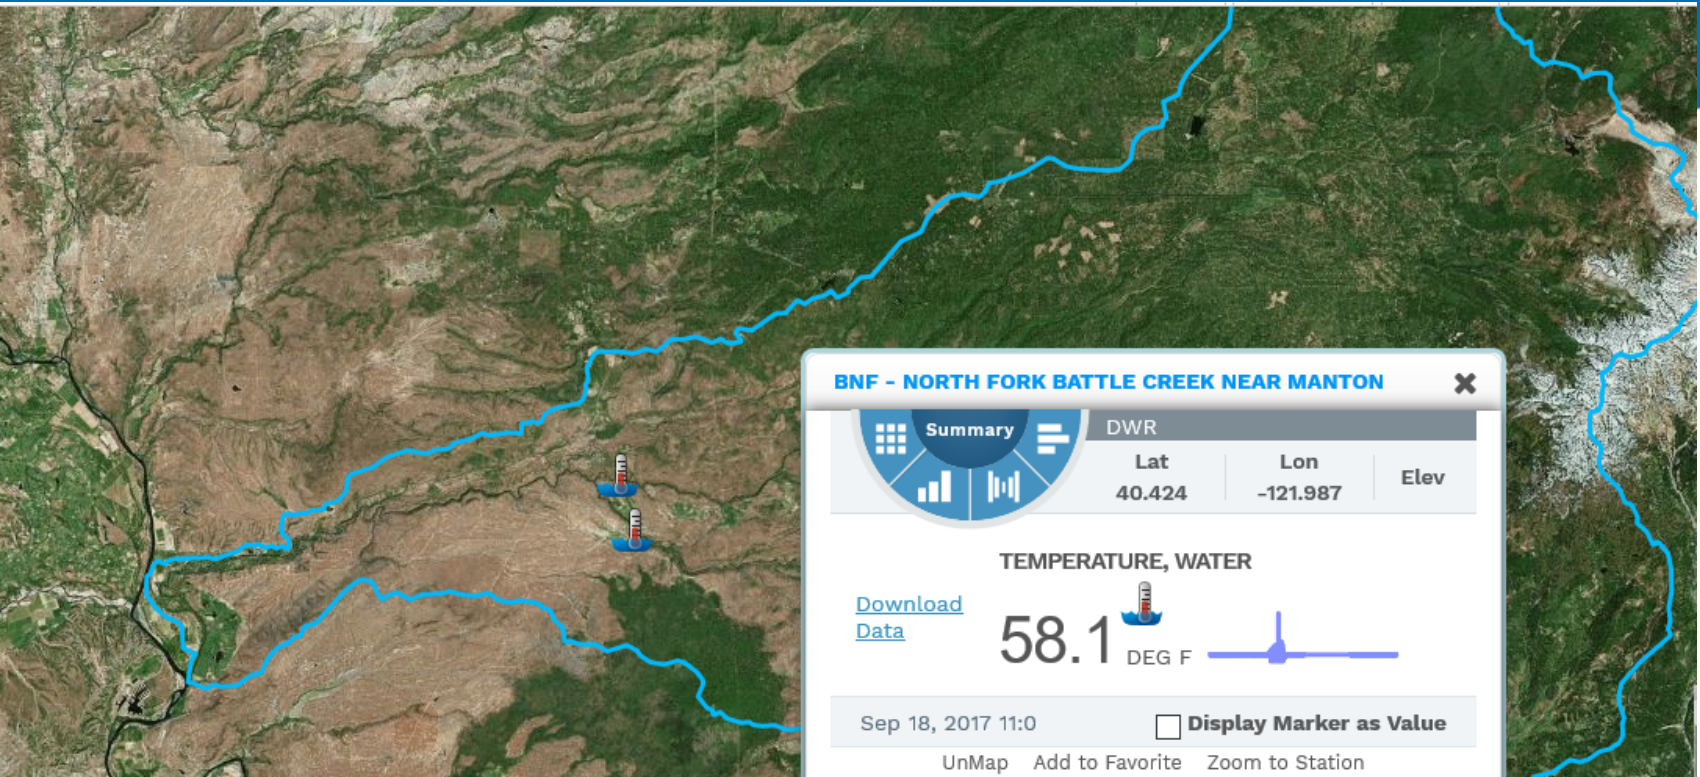 BNF - NORTH FORK BATTLE CREEK NEAR MANTON
Summary
DWR
Lat
Lon
Elev
40.424
-121.987
TEMPERATURE, WATER
Download
Data
58.1
DEG F
Sep 18, 2017 11:0
Display Marker as Value
UnMap
Add to Favorite
Zoom to Station